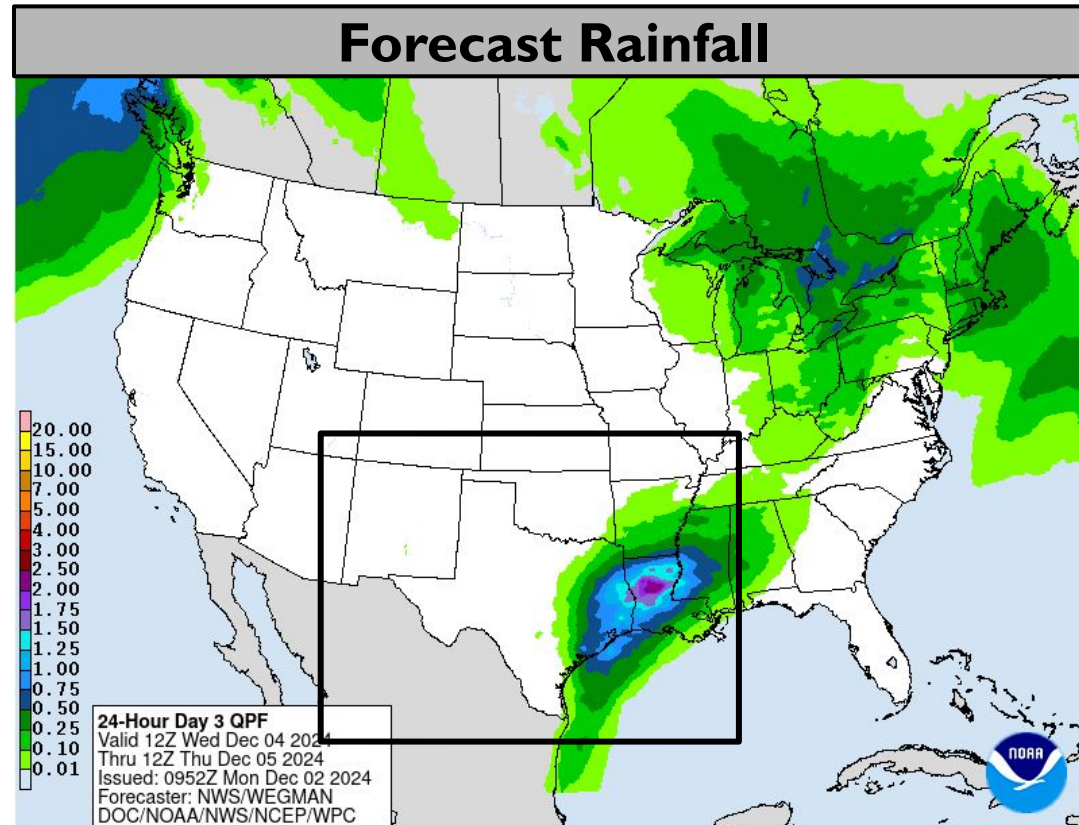 Forecast Rainfall
20.00
15.00
10.00
7.00
5.00
4.00
3.00
2.50
2.00
1.75
1.50
1.25
1.00
0.75
0.50
0.25
0.10
0.01
24-Hour Day 3 QPF
Valid 12Z Wed Dec 04 2024
Thru 12Z Thu Dec 05 2024
Issued: 0952Z Mon Dec 02 2024
Forecaster: NWS/WEGMAN
DOC/NOAA/NWS/NCEP/WPC
NOAA